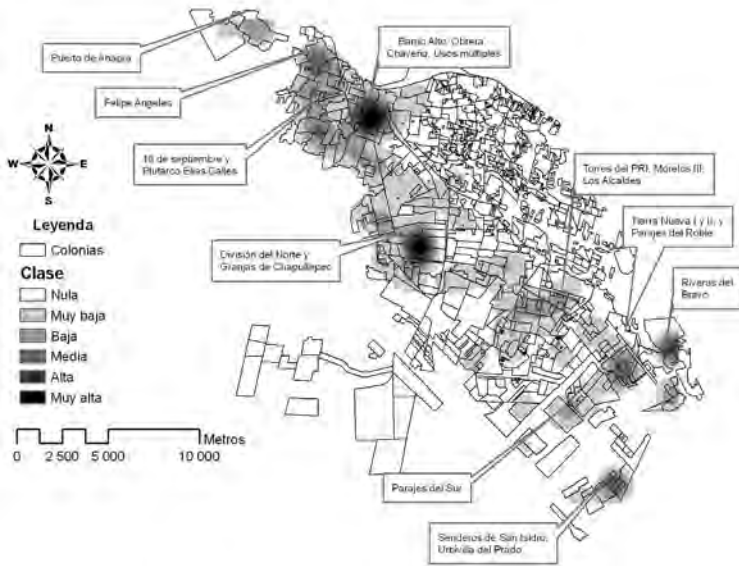 Puerto de Anapra
Felipe Angeles
Barrio Alto, Obrera
Chaveña, Usos múltiples
16 de septiembre y
Plutarco Elías Calles
N
W E
S
Torres del PRI, Morelos III,
Los Alcaldes
Tierra Nueva I y II, y
Parajes del Roble
Riveras del
Bravo
División del Norte y
Granjas de Chapultepec
Leyenda
Colonias
Clase
Nula
Muy baja
Baja
Media
Alta
Muy alta
Metros
0 2 500 5 000 10 000
Parajes del Sur
Senderos de San Isidro,
Urbivilla del Prado